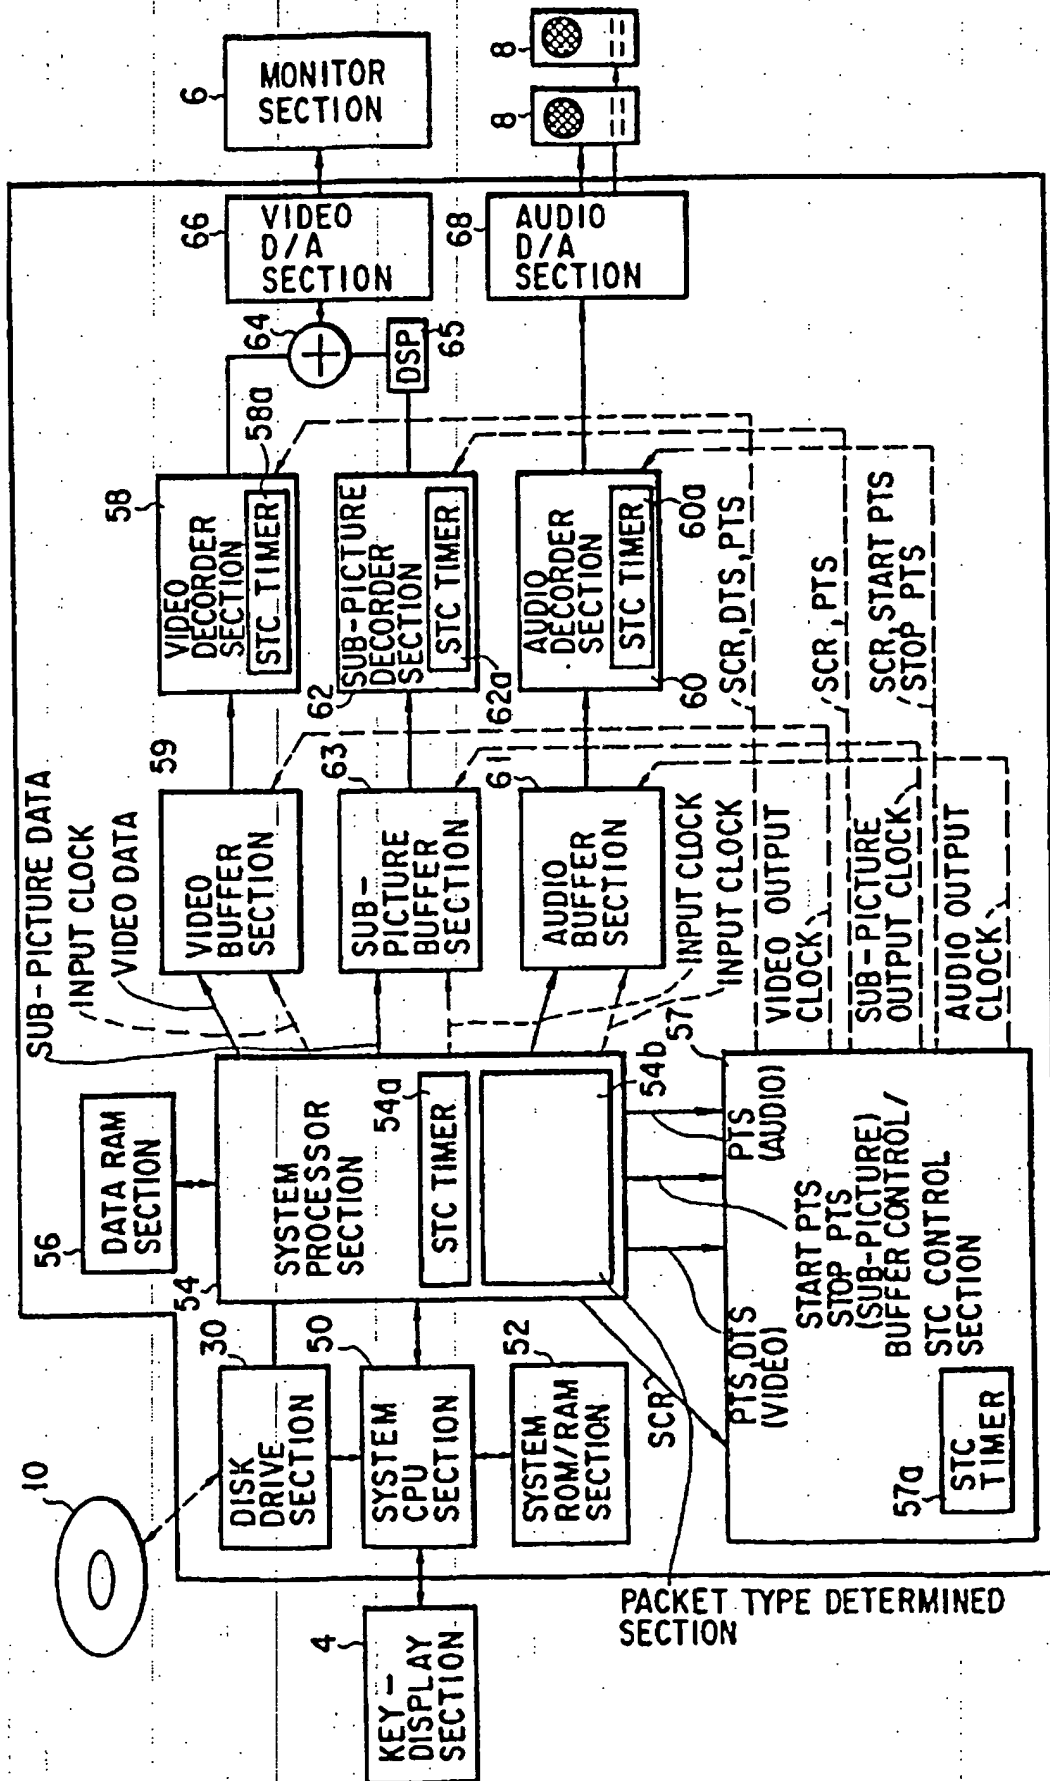 10
4
KEY-
DISPLAY
SECTION
30
DISK
DRIVE
SECTION
50
SYSTEM
CPU
SECTION
52
SYSTEM
ROM/RAM
SECTION
56
DATA RAM
SECTION
54
SYSTEM
PROCESSOR
SECTION
54a
STC TIMER
54b
PACKET TYPE DETERMINED
SECTION
SCR
PTS,DTS
(VIDEO)
START PTS
STOP PTS
(SUB-PICTURE)
PTS
(AUDIO)
57
BUFFER CONTROL/
STC CONTROL
SECTION
57a
STC
TIMER
SUB-PICTURE DATA
INPUT CLOCK
VIDEO DATA
59
VIDEO
BUFFER
SECTION
63
SUB-
PICTURE
BUFFER
SECTION
61
AUDIO
BUFFER
SECTION
INPUT CLOCK
INPUT CLOCK
VIDEO OUTPUT
CLOCK
SUB-PICTURE
OUTPUT CLOCK
AUDIO OUTPUT
CLOCK
58
VIDEO
DECORDER
SECTION
STC TIMER
58a
62
SUB-PICTURE
DECORDER
SECTION
STC TIMER
62a
60
AUDIO
DECORDER
SECTION
STC TIMER
60a
SCR,DTS,PTS
SCR,PTS
SCR,START PTS
STOP PTS
64
DSP
65
66
VIDEO
D/A
SECTION
68
AUDIO
D/A
SECTION
6
MONITOR
SECTION
8
8